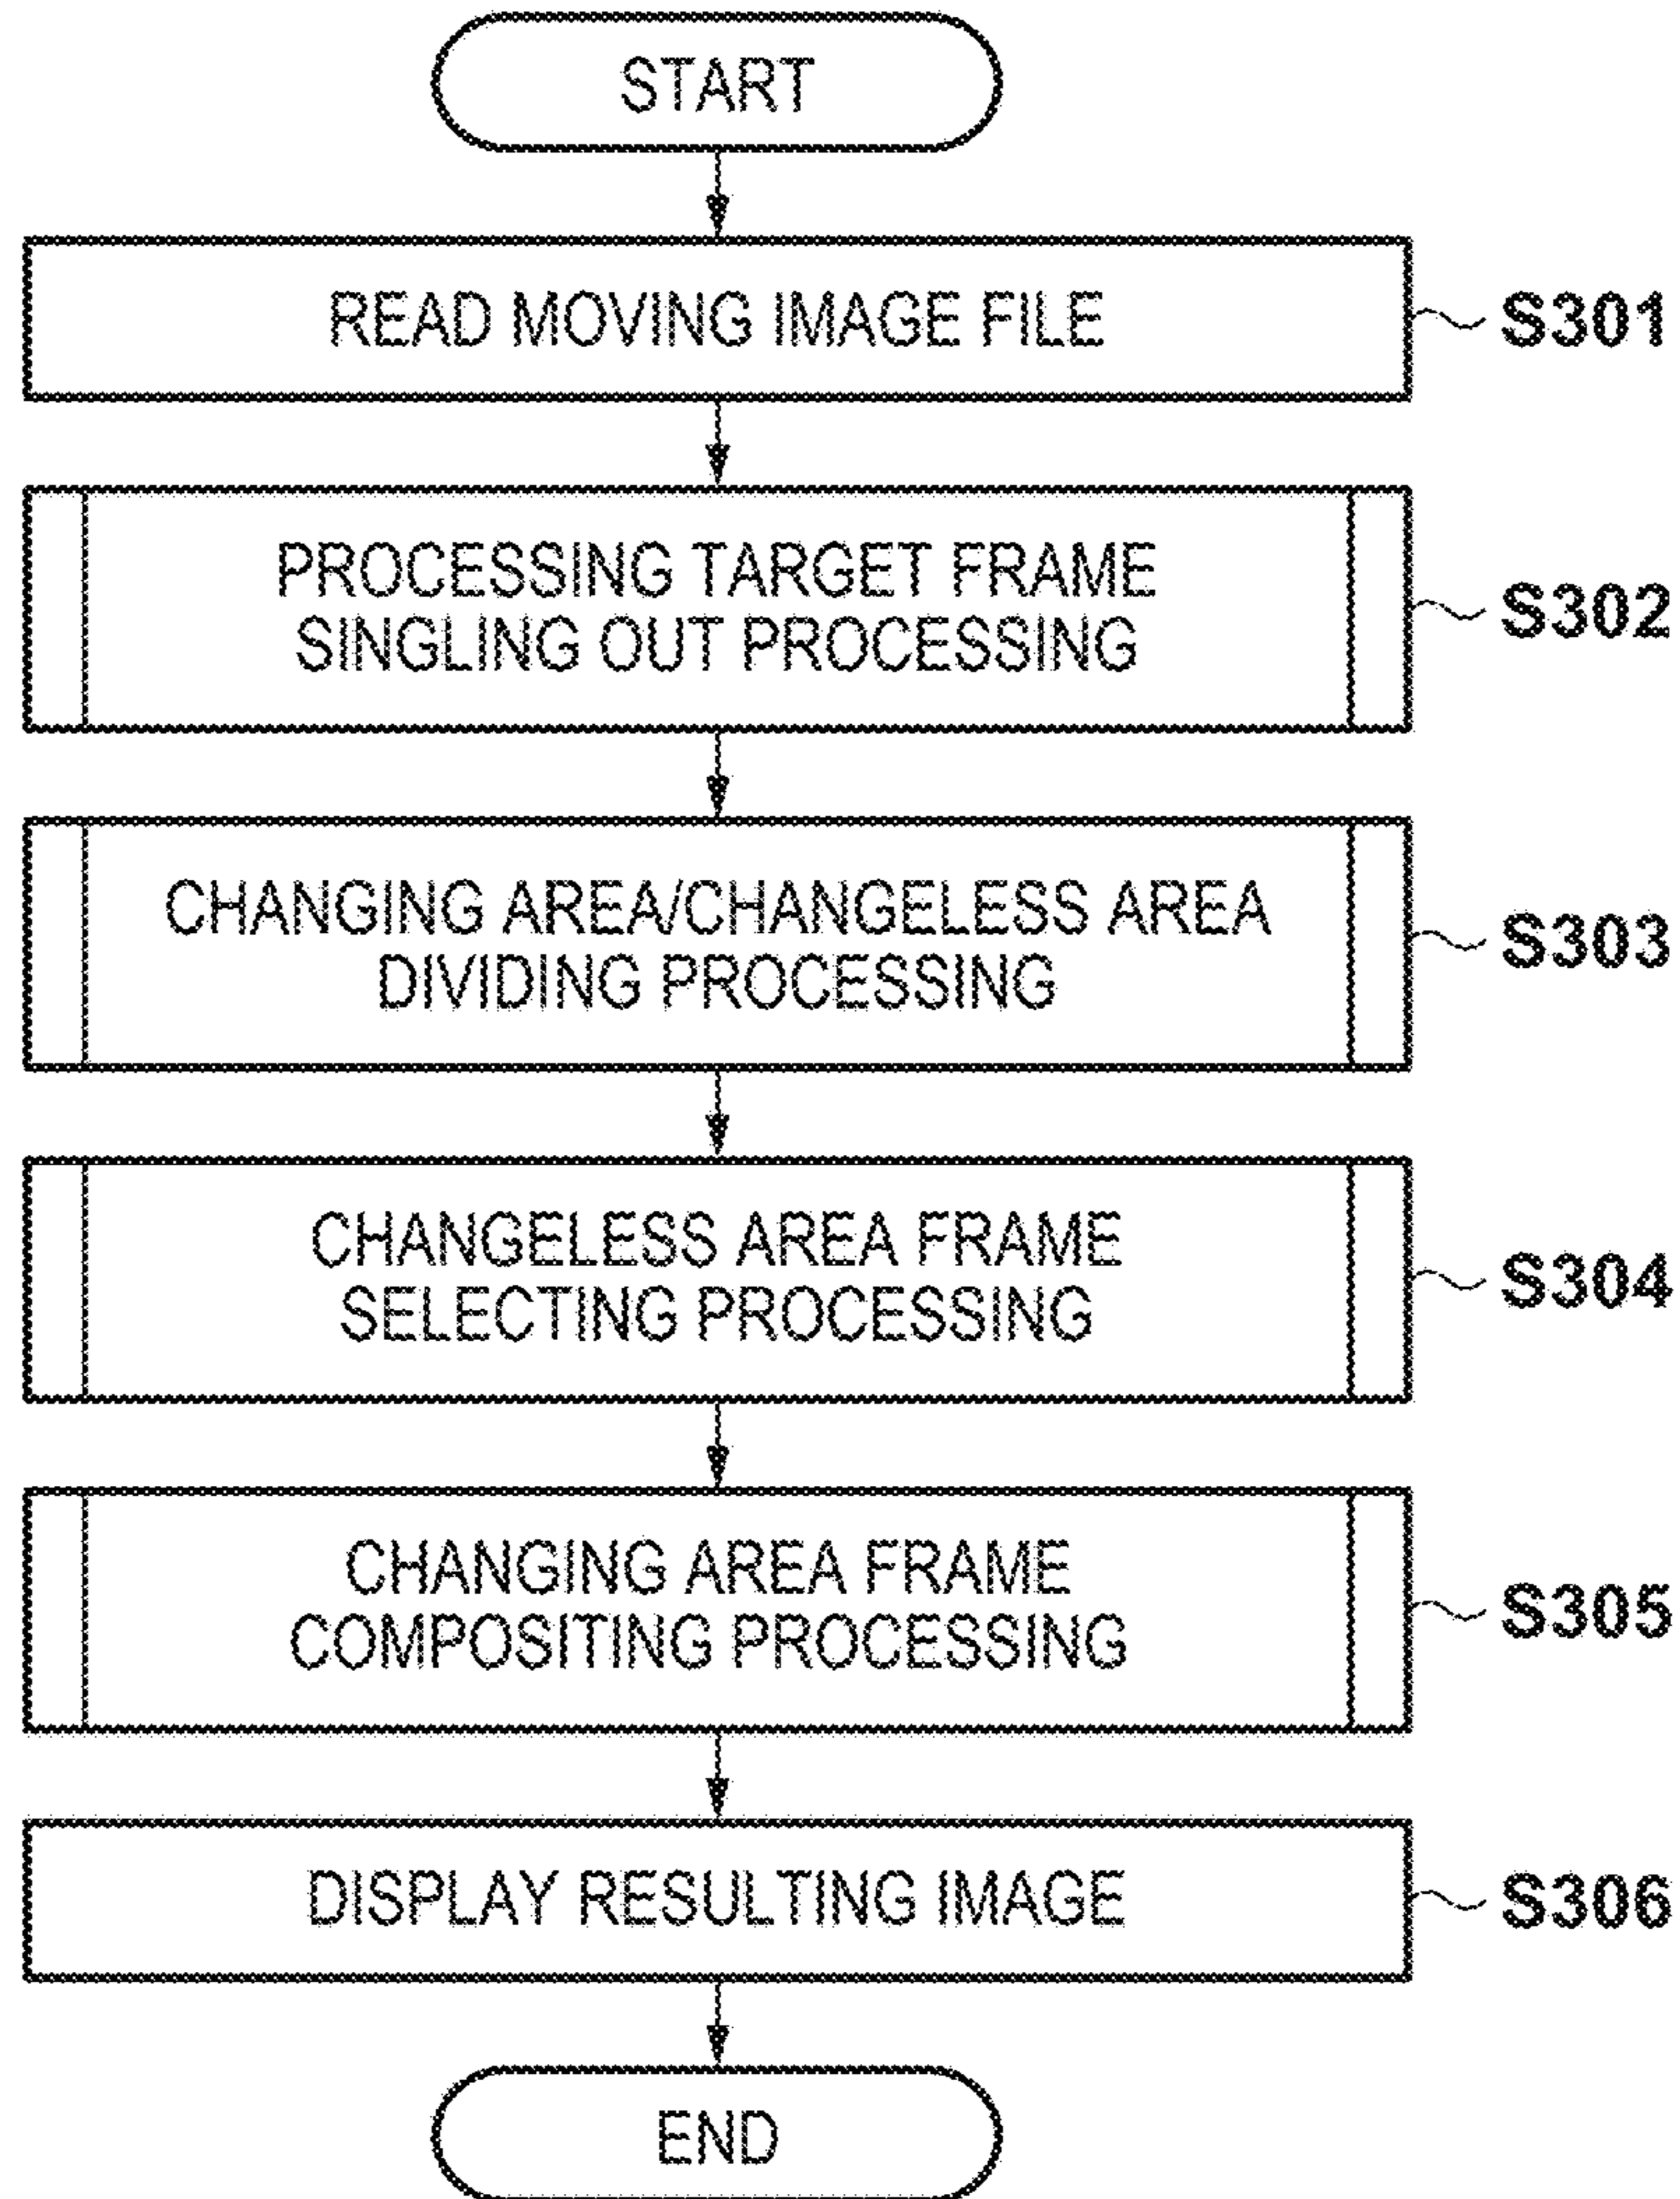 START
READ MOVING IMAGE FILE
S301
PROCESSING TARGET FRAME
SINGLING OUT PROCESSING
S302
CHANGING AREA/CHANGELESS AREA
DIVIDING PROCESSING
S303
CHANGELESS AREA FRAME
SELECTING PROCESSING
S304
CHANGING AREA FRAME
COMPOSITING PROCESSING
S305
DISPLAY RESULTING IMAGE
S306
END